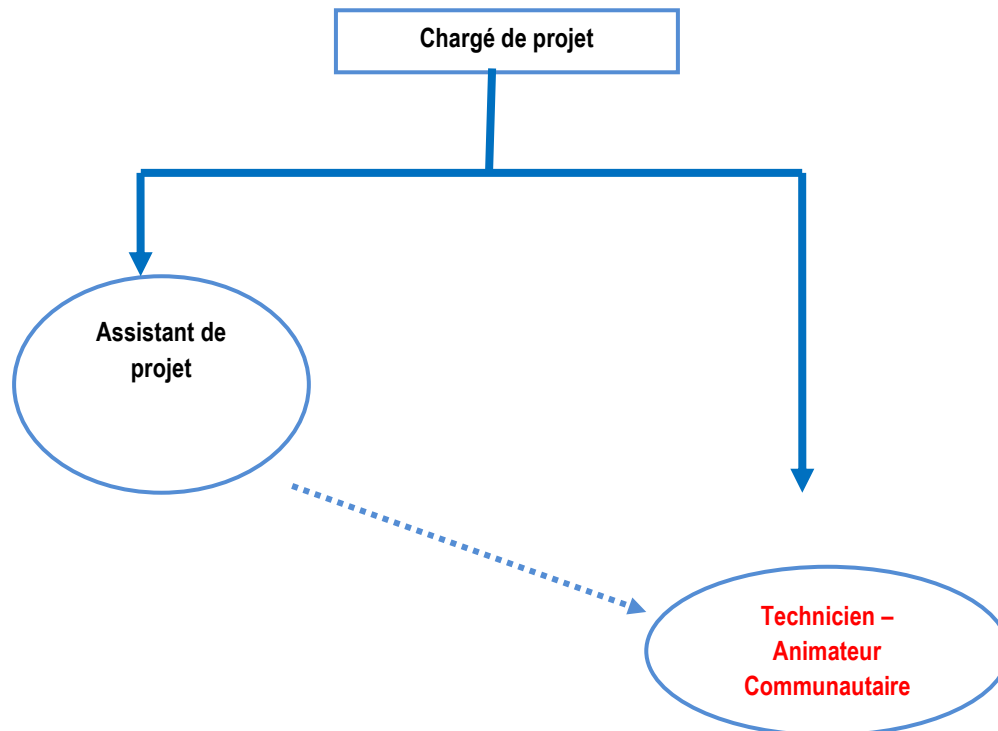 Chargé de projet
Assistant de
projet
Technicien –
Animateur
Communautaire